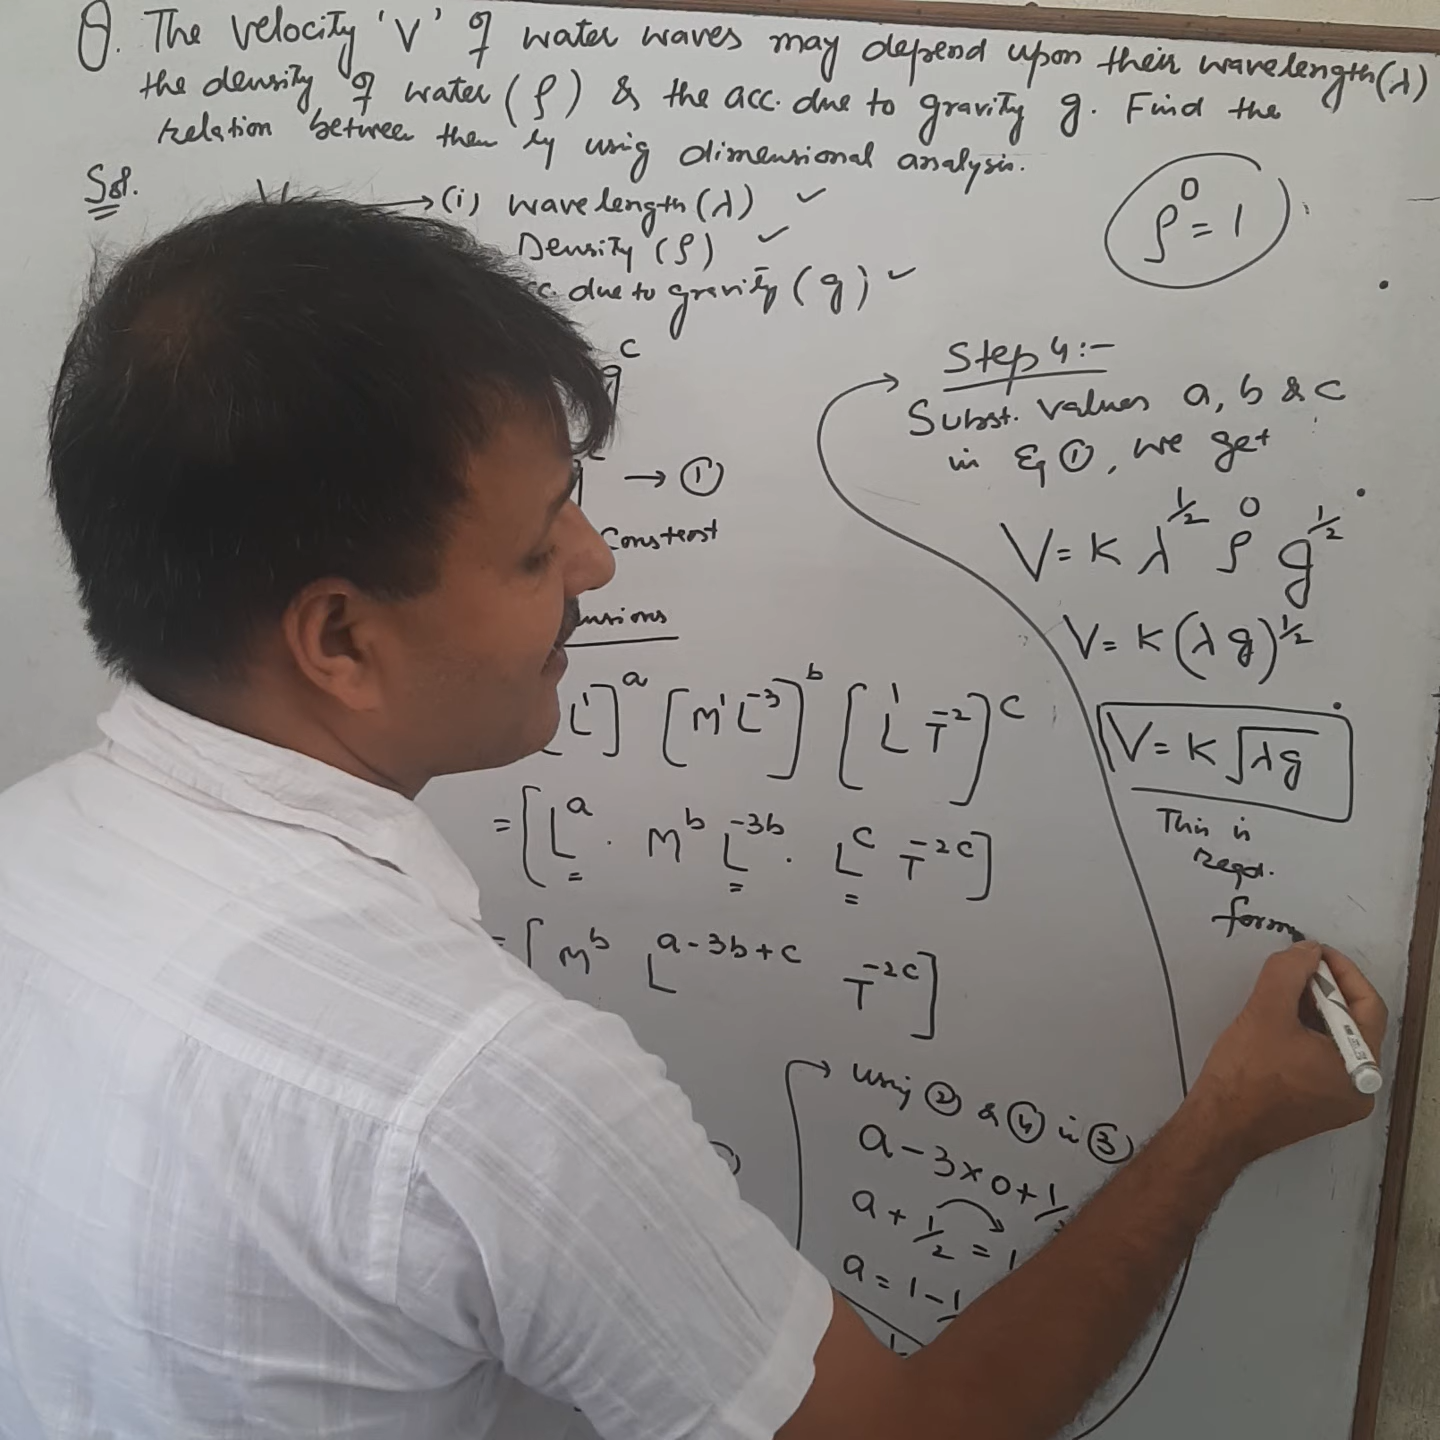 Q. The velocity 'V' of water waves may depend upon their wavelength (λ)
the density of water (ρ) & the acc. due to gravity g. Find the
relation between them by using dimensional analysis.
Sol.
V → (i) wavelength (λ) ✓
Density (ρ) ✓
due to gravity (g) ✓
ρ⁰ = 1
g^c
→ ①
Constant
[L¹]^a [M¹L⁻³]^b [L¹T⁻²]^c
= [L^a . M^b L^-3b . L^c T^-2c]
= [M^b L^a-3b+c T^-2c]
using ② & ④ in ③
a - 3×0 + 1/2
a + 1/2 = 1
a = 1 - 1/
Step 4:-
Subst. values a, b & c
in Eq ①, we get
V = K λ^1/2 ρ⁰ g^1/2
V = K (λg)^1/2
V = K √λg
This is
reqd.
form